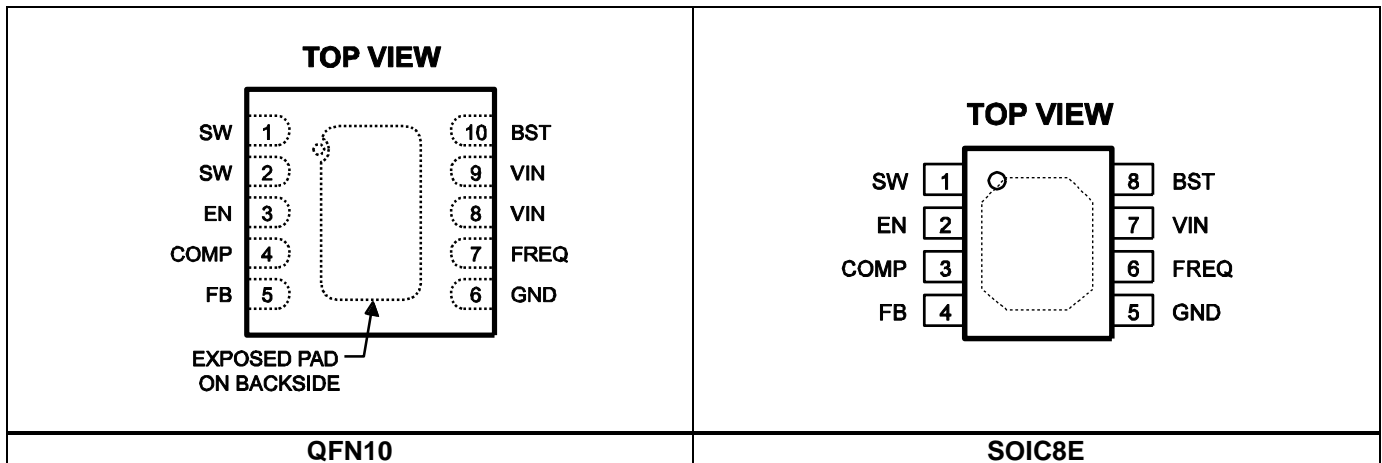 TOP VIEW
SW 1 10 BST
SW 2 9 VIN
EN 3 8 VIN
COMP 4 7 FREQ
FB 5 6 GND
EXPOSED PAD
ON BACKSIDE
QFN10
TOP VIEW
SW 1 8 BST
EN 2 7 VIN
COMP 3 6 FREQ
FB 4 5 GND
SOIC8E